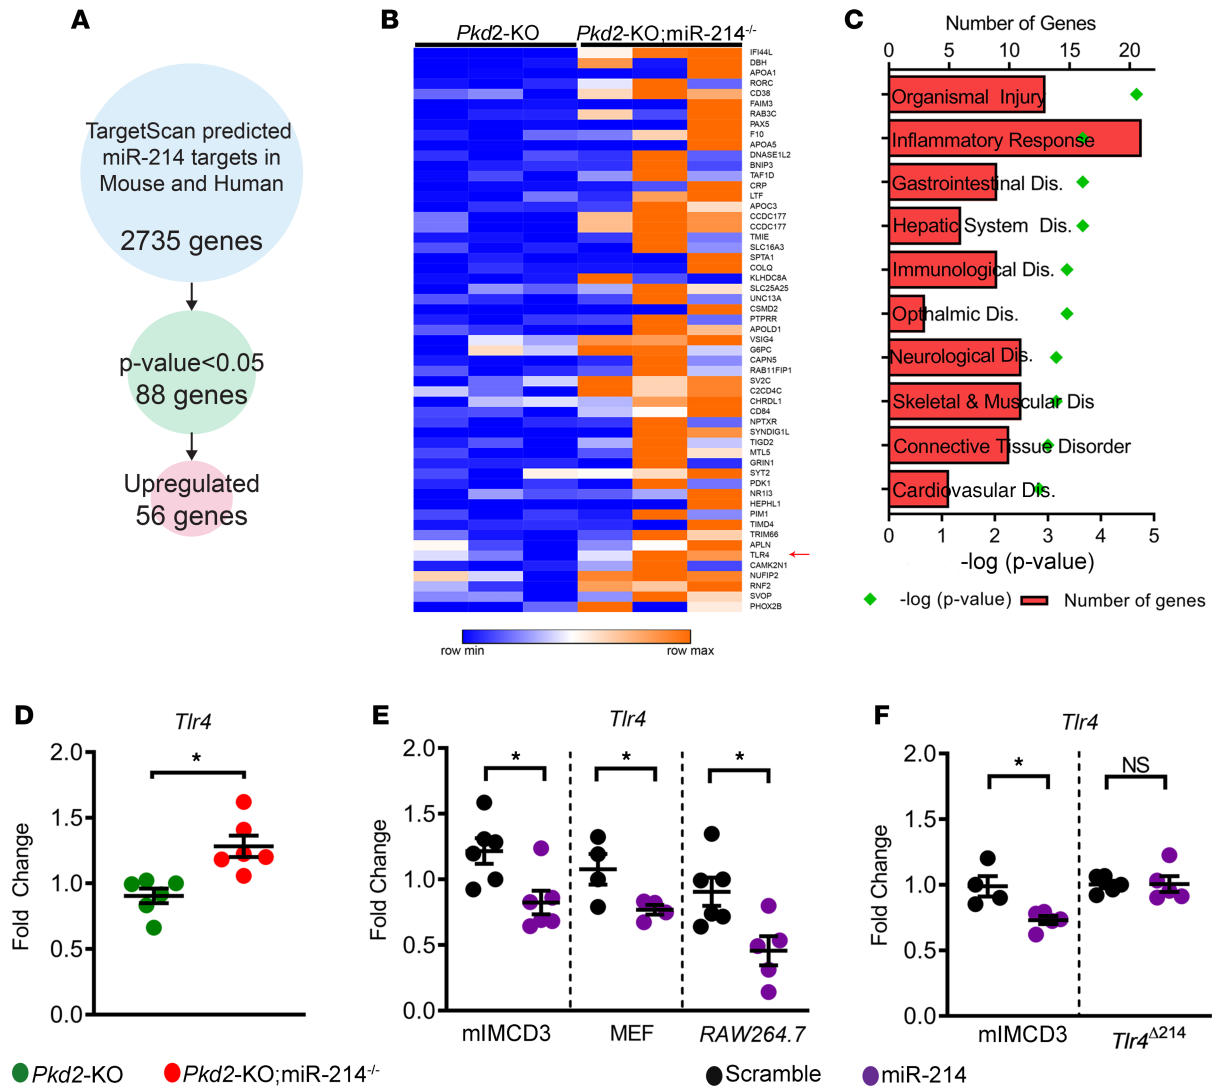 A
TargetScan predicted
miR-214 targets in
Mouse and Human
2735 genes
p-value<0.05
88 genes
Upregulated
56 genes
B
Pkd2-KO
Pkd2-KO;miR-214-/-
IFI44L
DBH
APOA1
RORC
CD38
FAIM3
RAB3C
PAX5
F10
APOA5
DNASE1L2
BNIP3
TAF1D
CRP
LTF
APOC3
CCDC177
CCDC177
TMIE
SLC16A3
SPTA1
COLQ
KLHDC8A
SLC25A25
UNC13A
CSMD2
PTPRR
APOLD1
VSIG4
G6PC
CAPN5
RAB11FIP1
SV2C
C2CD4C
CHRDL1
CD84
NPTXR
SYNDIG1L
TIGD2
MTL5
GRIN1
SYT2
PDK1
NR1I3
HEPHL1
PIM1
TIMD4
TRIM66
APLN
TLR4
CAMK2N1
NUFIP2
RNF2
SVOP
PHOX2B
row min
row max
C
Number of Genes
0 5 10 15 20
Organismal Injury
Inflammatory Response
Gastrointestinal Dis.
Hepatic System Dis.
Immunological Dis.
Opthalmic Dis.
Neurological Dis.
Skeletal & Muscular Dis
Connective Tissue Disorder
Cardiovasular Dis.
0 1 2 3 4 5
-log (p-value)
-log (p-value)
Number of genes
D
Tlr4
*
Fold Change
2.0
1.5
1.0
0.5
0.0
Pkd2-KO
Pkd2-KO;miR-214-/-
E
Tlr4
* * *
Fold Change
2.0
1.5
1.0
0.5
0.0
mIMCD3 MEF RAW264.7
F
Tlr4
* NS
Fold Change
2.0
1.5
1.0
0.5
0.0
mIMCD3 Tlr4Δ214
Scramble
miR-214